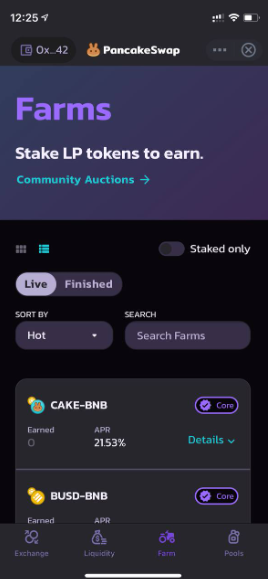 12:25
0x...42
PancakeSwap
Farms
Stake LP tokens to earn.
Community Auctions →
Staked only
Live
Finished
SORT BY
SEARCH
Hot
Search Farms
CAKE-BNB
Core
Earned
APR
0
21.53%
Details
BUSD-BNB
Core
Earned
APR
Exchange
Liquidity
Farm
Pools